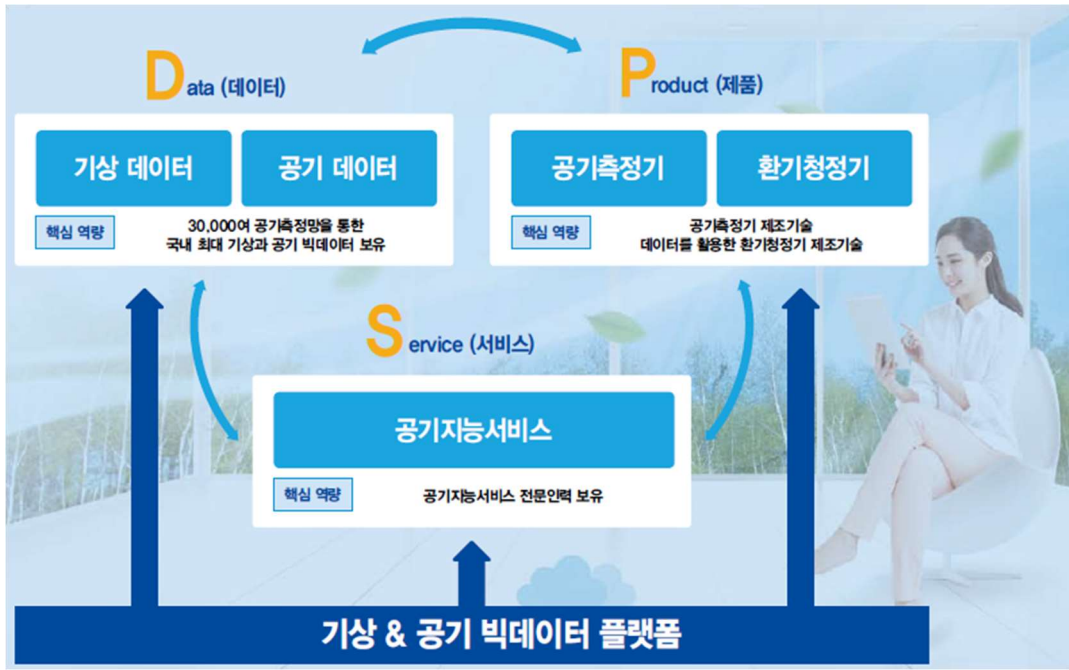 Data (데이터)
Product (제품)
기상 데이터
공기 데이터
핵심 역량
30,000여 공기측정망을 통한
국내 최대 기상과 공기 빅데이터 보유
공기측정기
환기청정기
핵심 역량
공기측정기 제조기술
데이터를 활용한 환기청정기 제조기술
Service (서비스)
공기지능서비스
핵심 역량
공기지능서비스 전문인력 보유
기상 & 공기 빅데이터 플랫폼